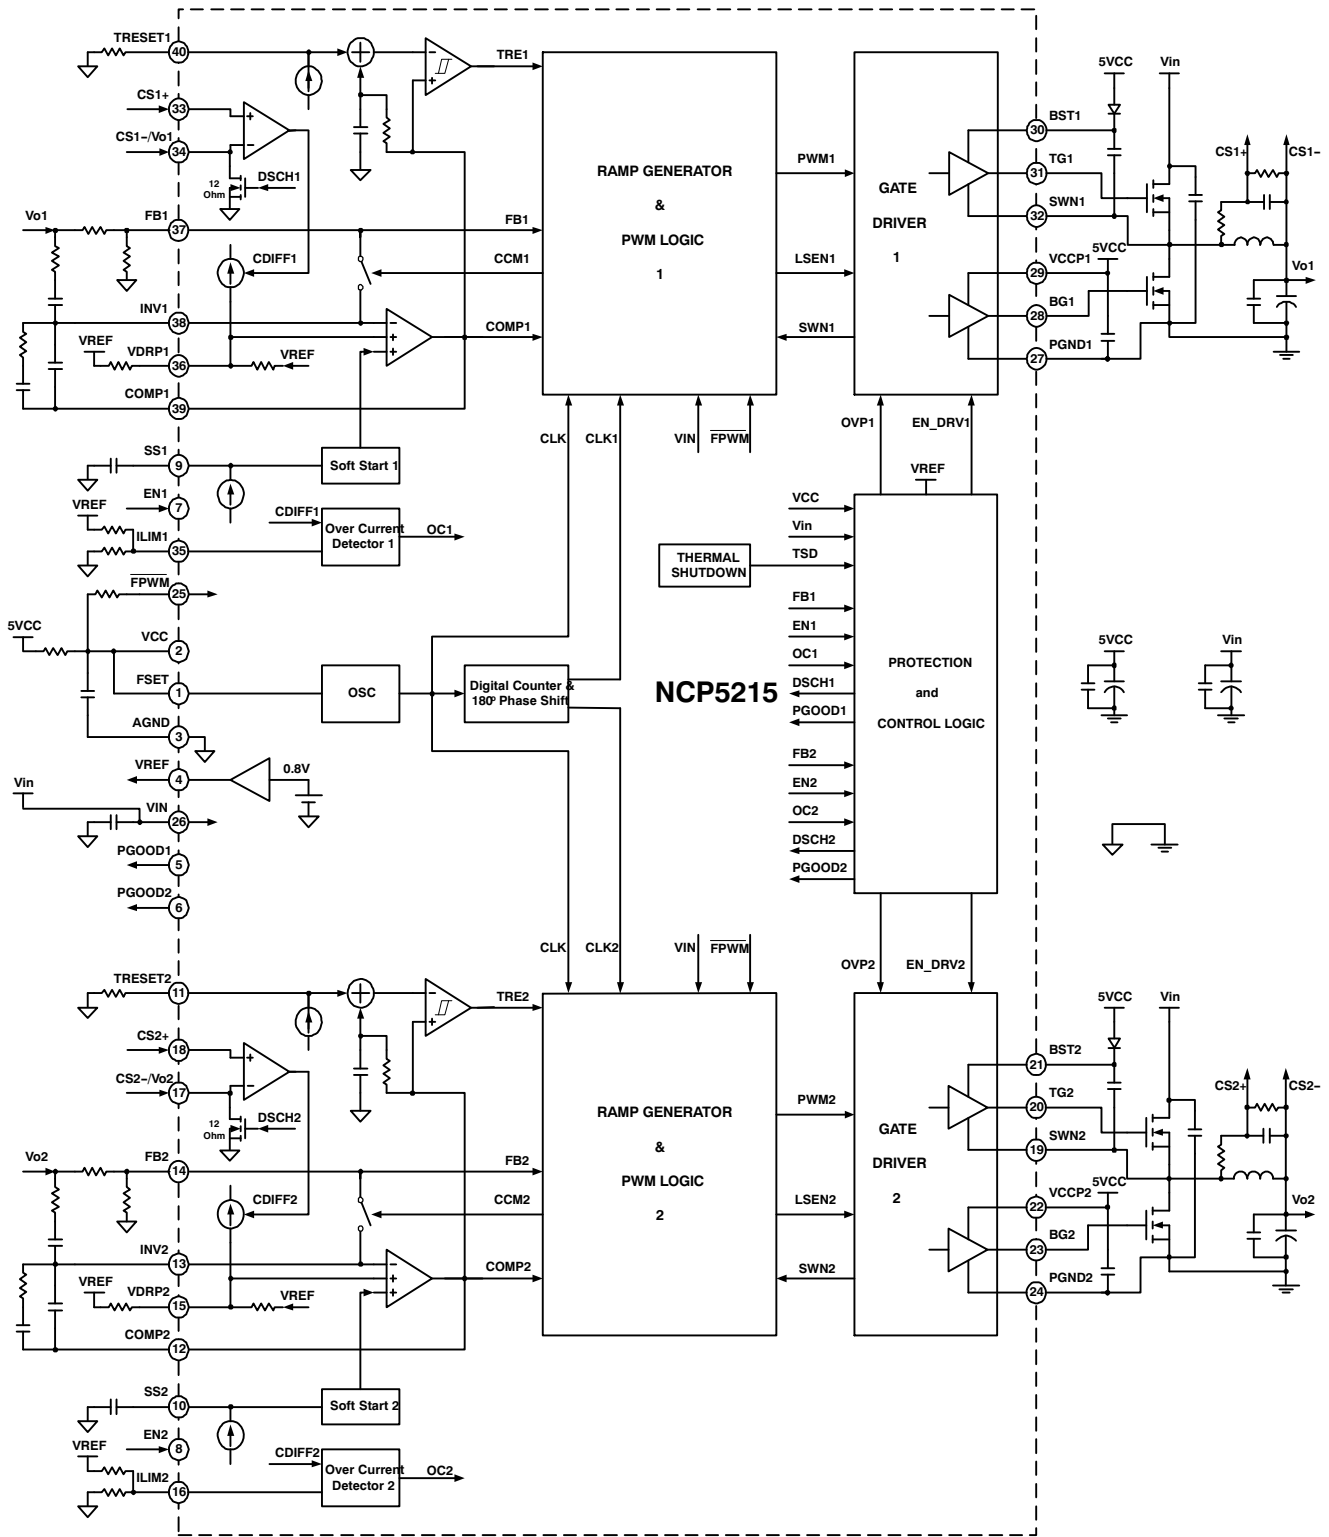 TRESET1
40
TRE1
CS1+
33
CS1−/Vo1
34
12
Ohm
DSCH1
Vo1
FB1
37
FB1
CDIFF1
CCM1
INV1
38
COMP1
VREF
VDRP1
36
VREF
COMP1
39
RAMP GENERATOR
&
PWM LOGIC
1
PWM1
LSEN1
SWN1
GATE
DRIVER
1
5VCC
Vin
BST1
30
TG1
31
CS1+
CS1−
SWN1
32
5VCC
VCCP1
29
Vo1
BG1
28
PGND1
27
CLK
CLK1
VIN
FPWM
OVP1
EN_DRV1
VREF
SS1
9
Soft Start 1
EN1
7
VREF
CDIFF1
Over Current
Detector 1
OC1
ILIM1
35
FPWM
25
5VCC
VCC
2
FSET
1
OSC
Digital Counter &
180º Phase Shift
AGND
3
VREF
4
0.8V
Vin
VIN
26
PGOOD1
5
PGOOD2
6
THERMAL
SHUTDOWN
NCP5215
VCC
Vin
TSD
FB1
EN1
OC1
DSCH1
PGOOD1
FB2
EN2
OC2
DSCH2
PGOOD2
PROTECTION
and
CONTROL LOGIC
5VCC
Vin
CLK
CLK2
VIN
FPWM
OVP2
EN_DRV2
TRESET2
11
TRE2
CS2+
18
CS2−/Vo2
17
12
Ohm
DSCH2
Vo2
FB2
14
FB2
CDIFF2
CCM2
INV2
13
COMP2
VREF
VDRP2
15
VREF
COMP2
12
RAMP GENERATOR
&
PWM LOGIC
2
PWM2
LSEN2
SWN2
GATE
DRIVER
2
5VCC
Vin
BST2
21
TG2
20
CS2+
CS2−
SWN2
19
5VCC
VCCP2
22
Vo2
BG2
23
PGND2
24
SS2
10
Soft Start 2
EN2
8
VREF
CDIFF2
Over Current
Detector 2
OC2
ILIM2
16